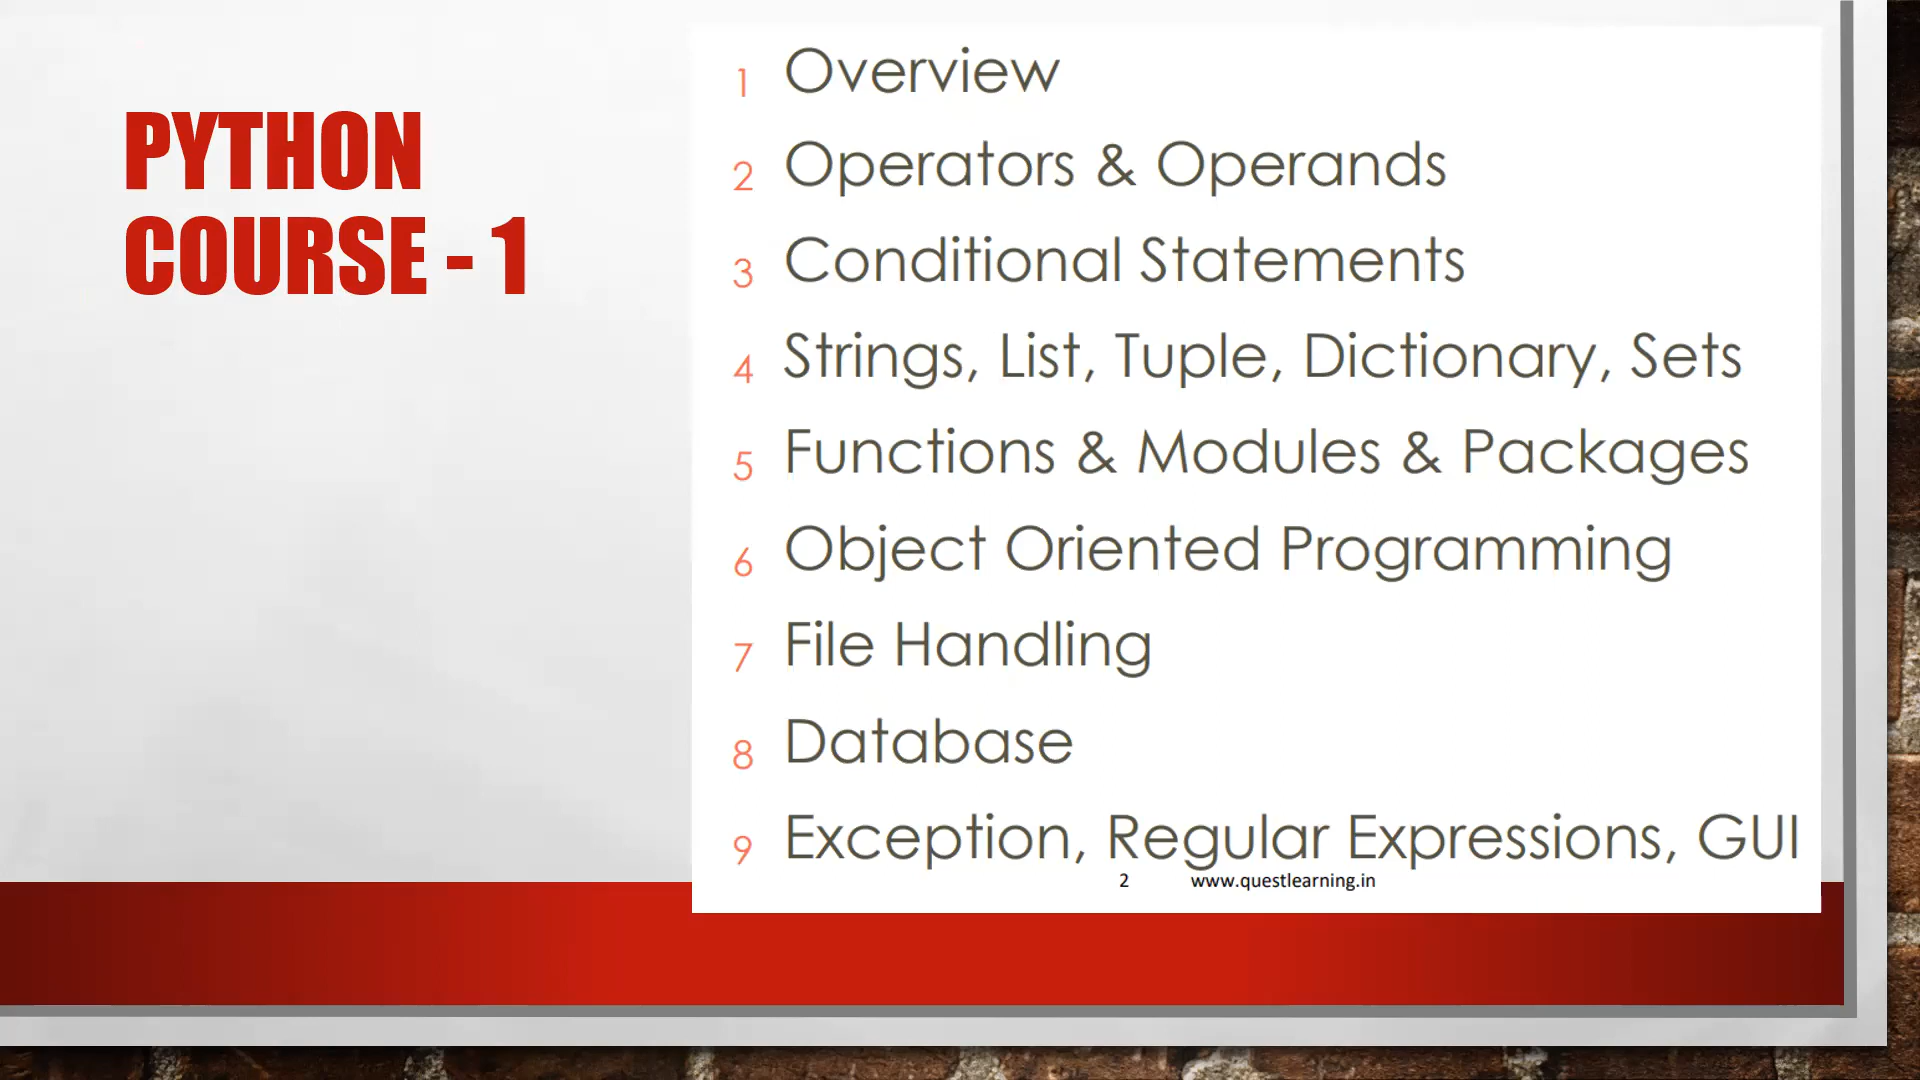 PYTHON
COURSE - 1
1 Overview
2 Operators & Operands
3 Conditional Statements
4 Strings, List, Tuple, Dictionary, Sets
5 Functions & Modules & Packages
6 Object Oriented Programming
7 File Handling
8 Database
9 Exception, Regular Expressions, GUI
2 www.questlearning.in